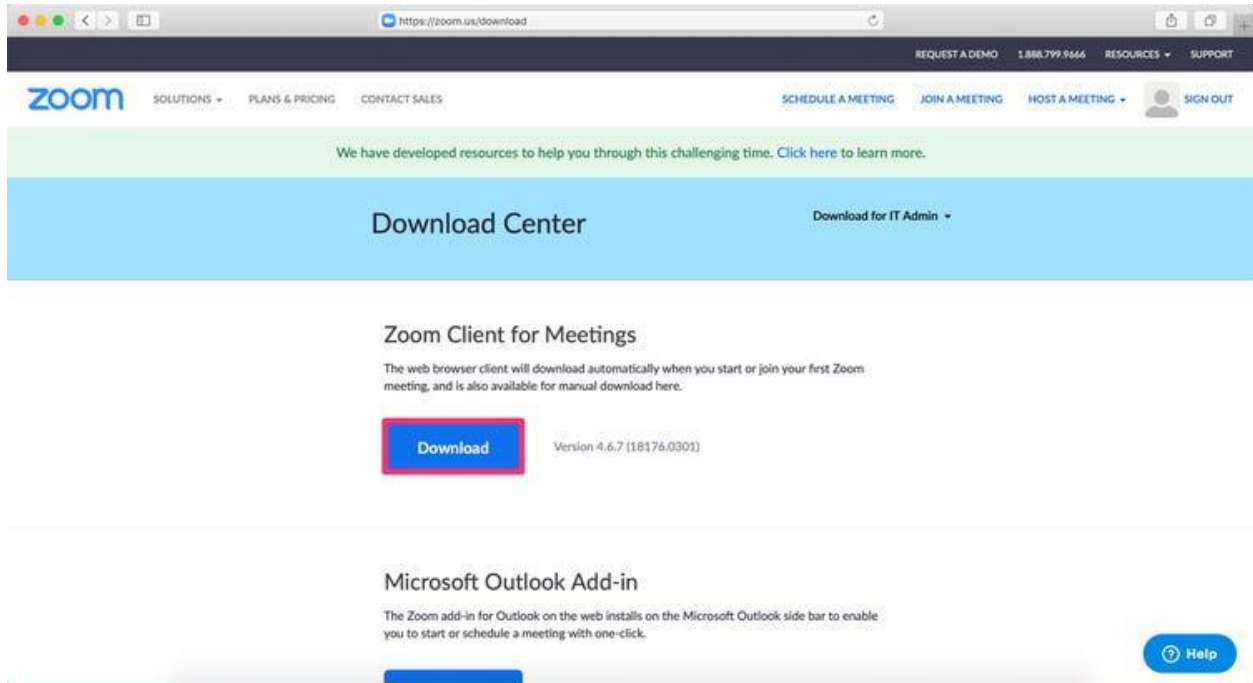 https://zoom.us/download
REQUEST A DEMO 1.888.799.9666 RESOURCES SUPPORT
zoom SOLUTIONS PLANS & PRICING CONTACT SALES SCHEDULE A MEETING JOIN A MEETING HOST A MEETING SIGN OUT
We have developed resources to help you through this challenging time. Click here to learn more.
Download Center Download for IT Admin
Zoom Client for Meetings
The web browser client will download automatically when you start or join your first Zoom
meeting, and is also available for manual download here.
Download Version 4.6.7 (18176.0301)
Microsoft Outlook Add-in
The Zoom add-in for Outlook on the web installs on the Microsoft Outlook side bar to enable
you to start or schedule a meeting with one-click.
Help